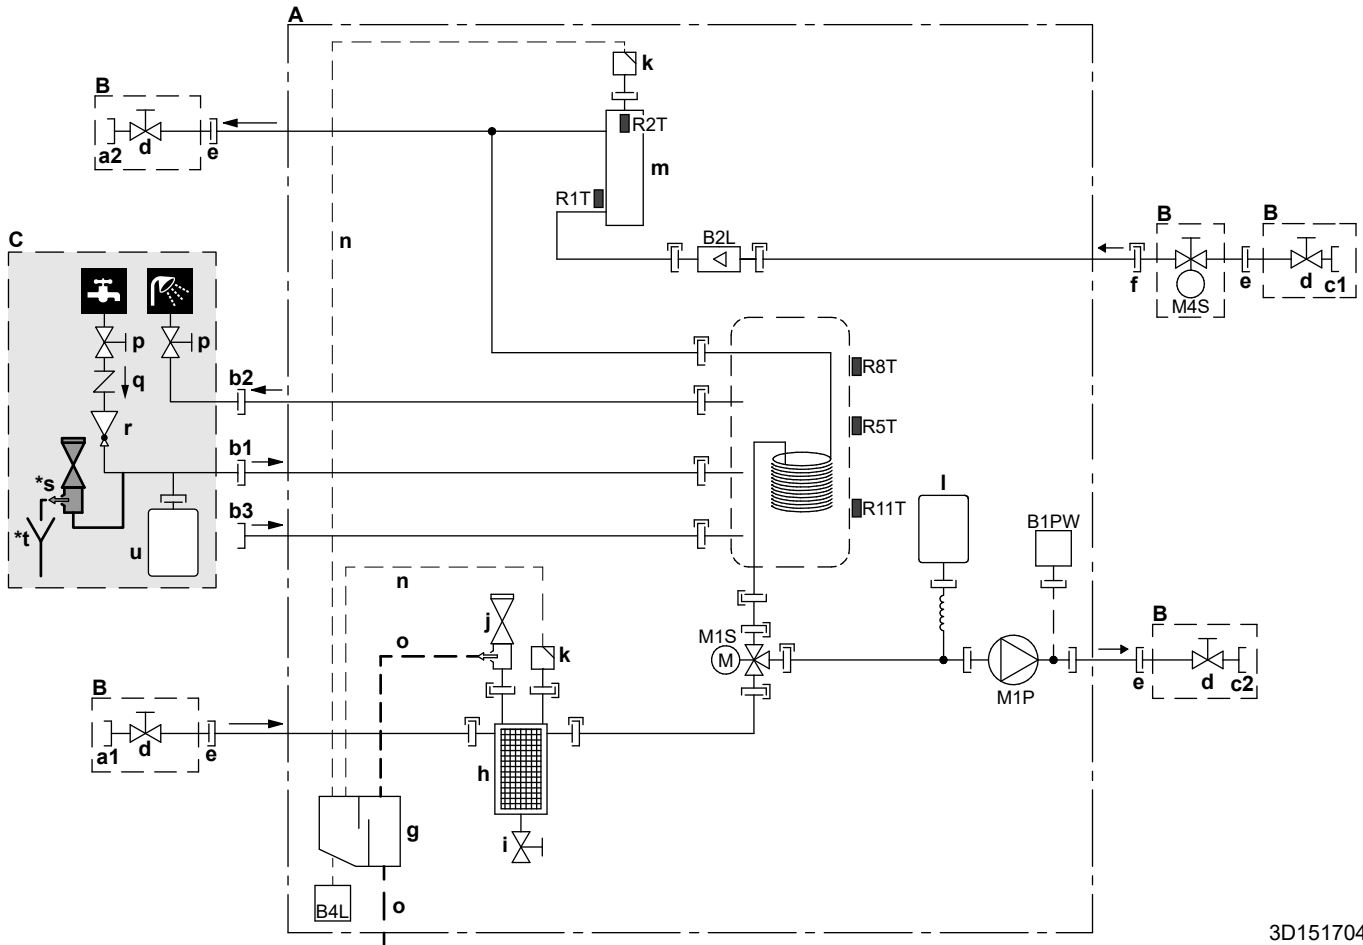 A
k
B
R2T
a2
d
e
m
R1T
B
B
C
n
B2L
f
e
d
c1
M4S
p
p
b2
R8T
q
r
R5T
b1
*s
l
R11T
b3
B1PW
*t
u
n
j
B
M1S
o
k
M
e
d
c2
M1P
B
a1
d
e
h
g
i
B4L
o
3D151704